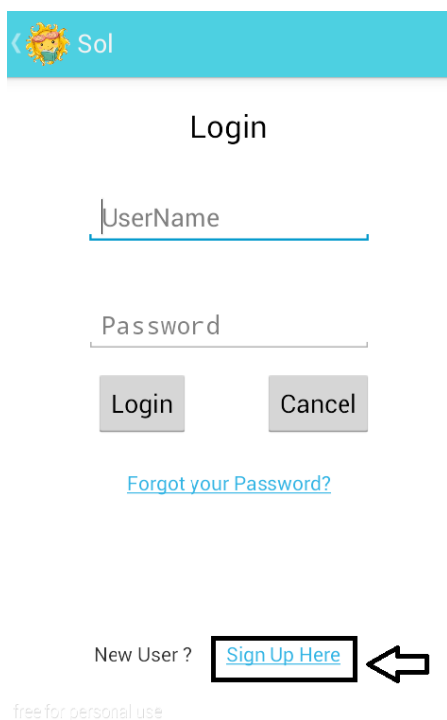 Sol
Login
UserName
Password
Login Cancel
Forgot your Password?
New User ? Sign Up Here
free for personal use